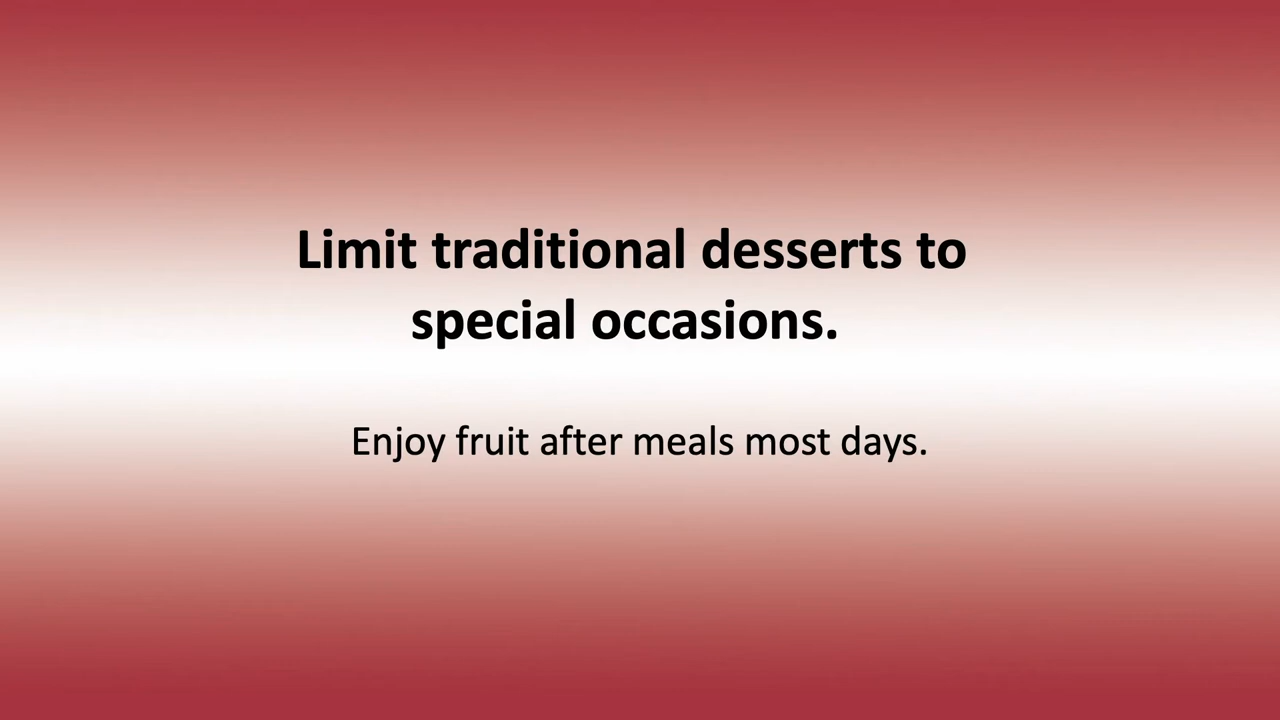 Limit traditional desserts to
special occasions.
Enjoy fruit after meals most days.